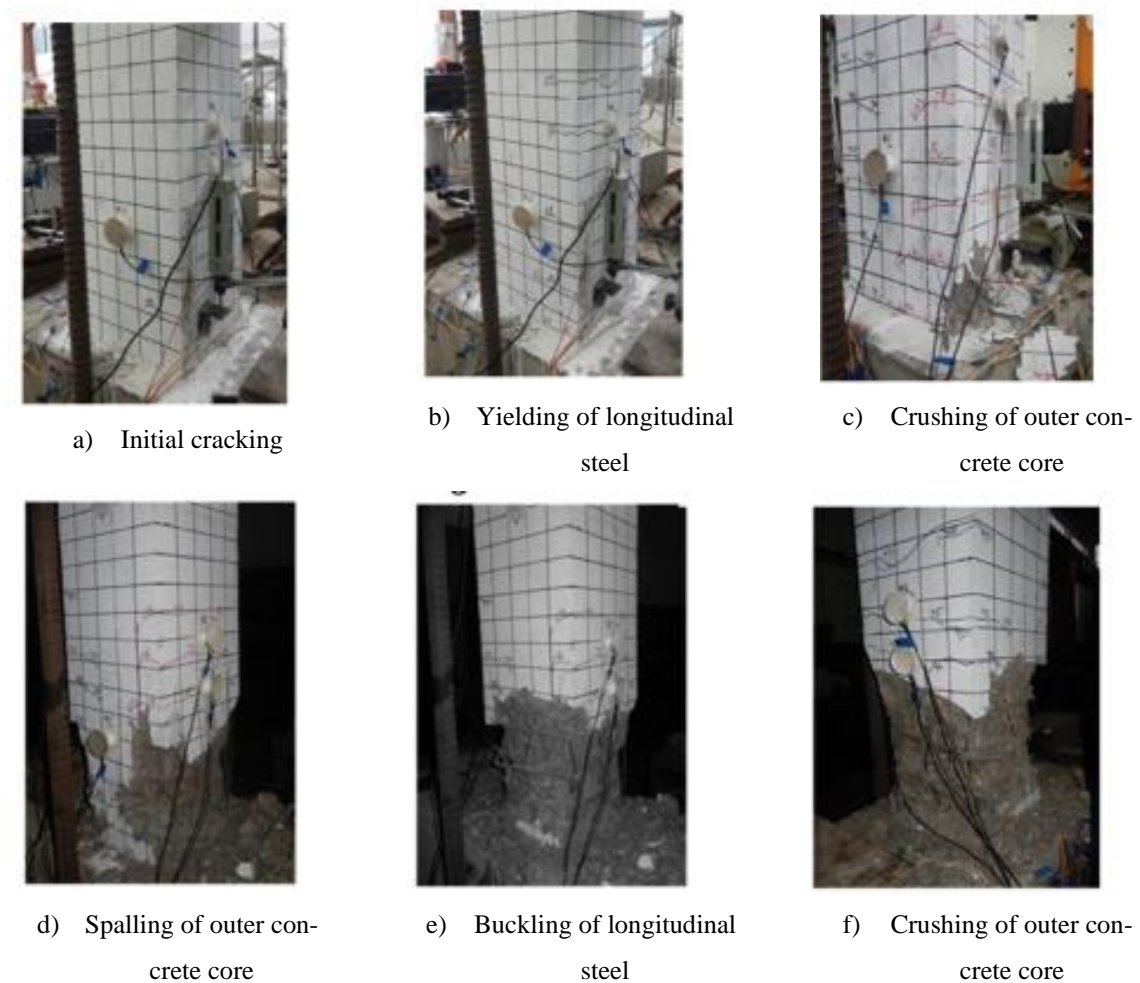 a) Initial cracking
b) Yielding of longitudinal
steel
c) Crushing of outer con-
crete core
d) Spalling of outer con-
crete core
e) Buckling of longitudinal
steel
f) Crushing of outer con-
crete core